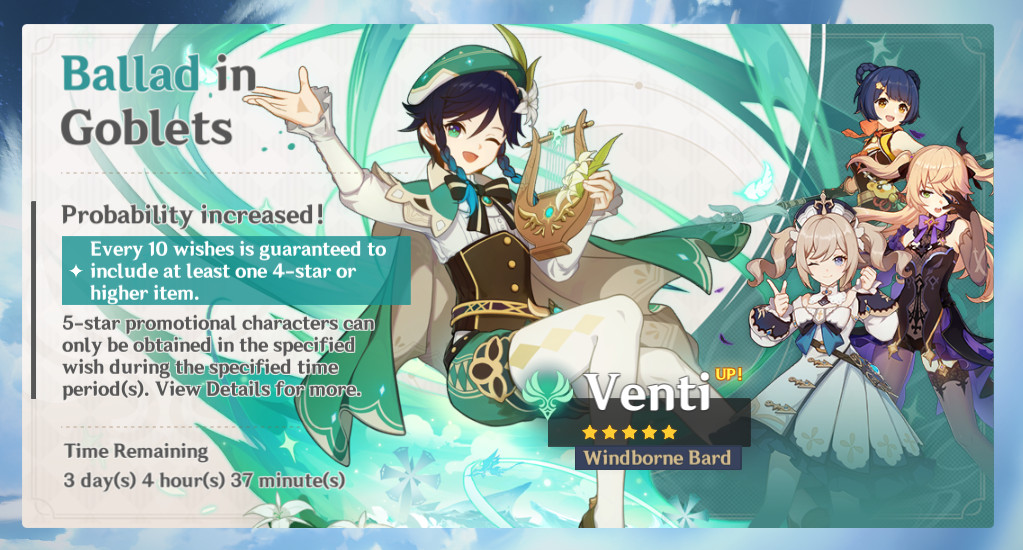 Ballad in
Goblets
Probability increased!
Every 10 wishes is guaranteed to
include at least one 4-star or
higher item.
5-star promotional characters can
only be obtained in the specified
wish during the specified time
period(s). View Details for more.
Time Remaining
3 day(s) 4 hour(s) 37 minute(s)
Venti UP!
Windborne Bard